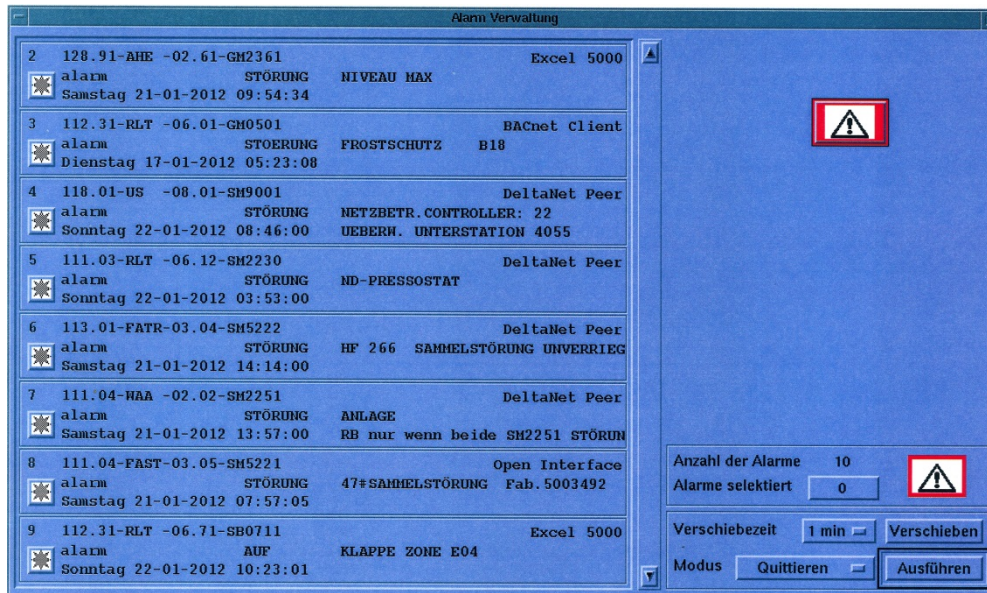 Alarm Verwaltung
2 128.91-AHE -02.61-GM2361 Excel 5000
alarm STÖRUNG NIVEAU MAX
Samstag 21-01-2012 09:54:34
3 112.31-RLT -06.01-GM0501 BACnet Client
alarm STOERUNG FROSTSCHUTZ B18
Dienstag 17-01-2012 05:23:08
4 118.01-US -08.01-SM9001 DeltaNet Peer
alarm STÖRUNG NETZBETR.CONTROLLER: 22
Sonntag 22-01-2012 08:46:00 UEBERW. UNTERSTATION 4055
5 111.03-RLT -06.12-SM2230 DeltaNet Peer
alarm STÖRUNG ND-PRESSOSTAT
Sonntag 22-01-2012 03:53:00
6 113.01-FATR-03.04-SM5222 DeltaNet Peer
alarm STÖRUNG HF 266 SAMMELSTÖRUNG UNVERRIEG
Samstag 21-01-2012 14:14:00
7 111.04-WAA -02.02-SM2251 DeltaNet Peer
alarm STÖRUNG ANLAGE
Samstag 21-01-2012 13:57:00 RB nur wenn beide SM2251 STÖRUN
8 111.04-FAST-03.05-SM5221 Open Interface
alarm STÖRUNG 47#SAMMELSTÖRUNG Fab.5003492
Samstag 21-01-2012 07:57:05
9 112.31-RLT -06.71-SB0711 Excel 5000
alarm AUF KLAPPE ZONE E04
Sonntag 22-01-2012 10:23:01
Anzahl der Alarme 10
Alarme selektiert 0
Verschiebezeit 1 min Verschieben
Modus Quittieren Ausführen